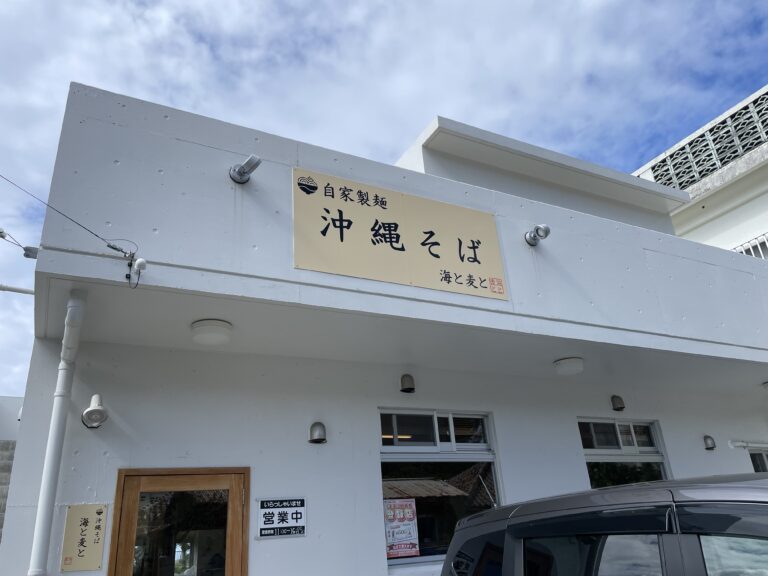 自家製麺
沖縄そば
海と麦と
沖縄そば
海と麦と
いらっしゃいませ
営業中